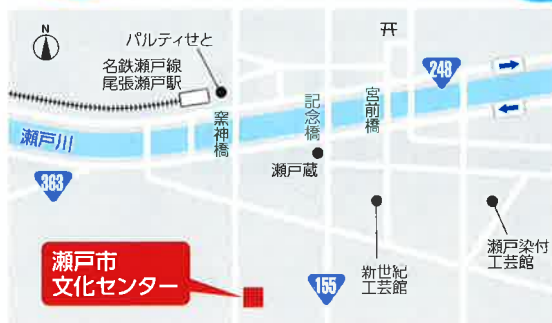 N
パルティせと
名鉄瀬戸線
尾張瀬戸駅
248
瀬戸川
窯神橋
記念橋
宮前橋
363
瀬戸蔵
瀬戸市
文化センター
155
新世紀
工芸館
瀬戸染付
工芸館